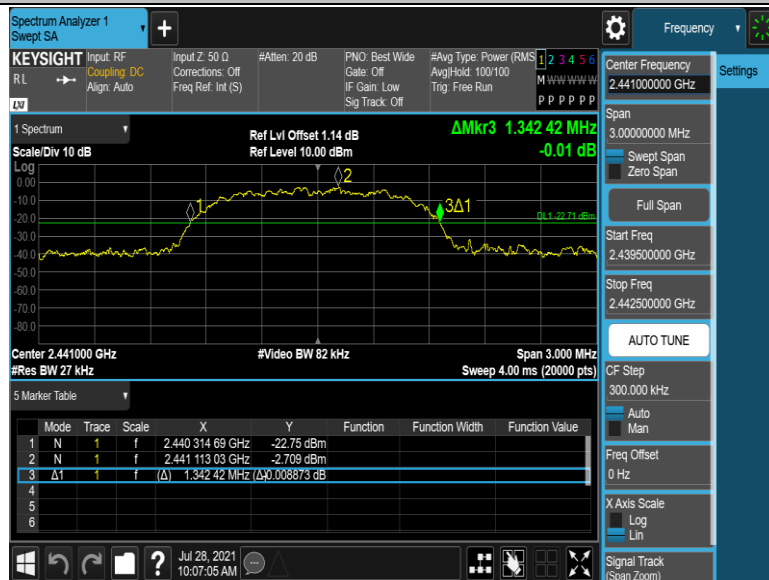 Spectrum Analyzer 1
Swept SA
Frequency
KEYSIGHT Input: RF Input Z: 50 Ω #Atten: 20 dB PNO: Best Wide #Avg Type: Power (RMS 1 2 3 4 5 6
RL Coupling: DC Corrections: Off Gate: Off Avg|Hold: 100/100 M W W W W W
Align: Auto Freq Ref: Int (S) IF Gain: Low Trig: Free Run
Sig Track: Off P P P P P P
LXI
1 Spectrum
Ref Lvl Offset 1.14 dB ΔMkr3 1.342 42 MHz
Scale/Div 10 dB Ref Level 10.00 dBm -0.01 dB
Log
0.00
-10.0
-20.0
-30.0
-40.0
-50.0
-60.0
-70.0
-80.0
1
2
3Δ1
DL1 -22.71 dBm
Center 2.441000 GHz #Video BW 82 kHz Span 3.000 MHz
#Res BW 27 kHz Sweep 4.00 ms (20000 pts)
5 Marker Table
Mode Trace Scale X Y Function Function Width Function Value
1 N 1 f 2.440 314 69 GHz -22.75 dBm
2 N 1 f 2.441 113 03 GHz -2.709 dBm
3 Δ1 1 f (Δ) 1.342 42 MHz (Δ) -0.008873 dB
4
5
6
Jul 28, 2021
10:07:05 AM
Center Frequency
2.441000000 GHz
Settings
Span
3.00000000 MHz
Swept Span
Zero Span
Full Span
Start Freq
2.439500000 GHz
Stop Freq
2.442500000 GHz
AUTO TUNE
CF Step
300.000 kHz
Auto
Man
Freq Offset
0 Hz
X Axis Scale
Log
Lin
Signal Track
(Span Zoom)